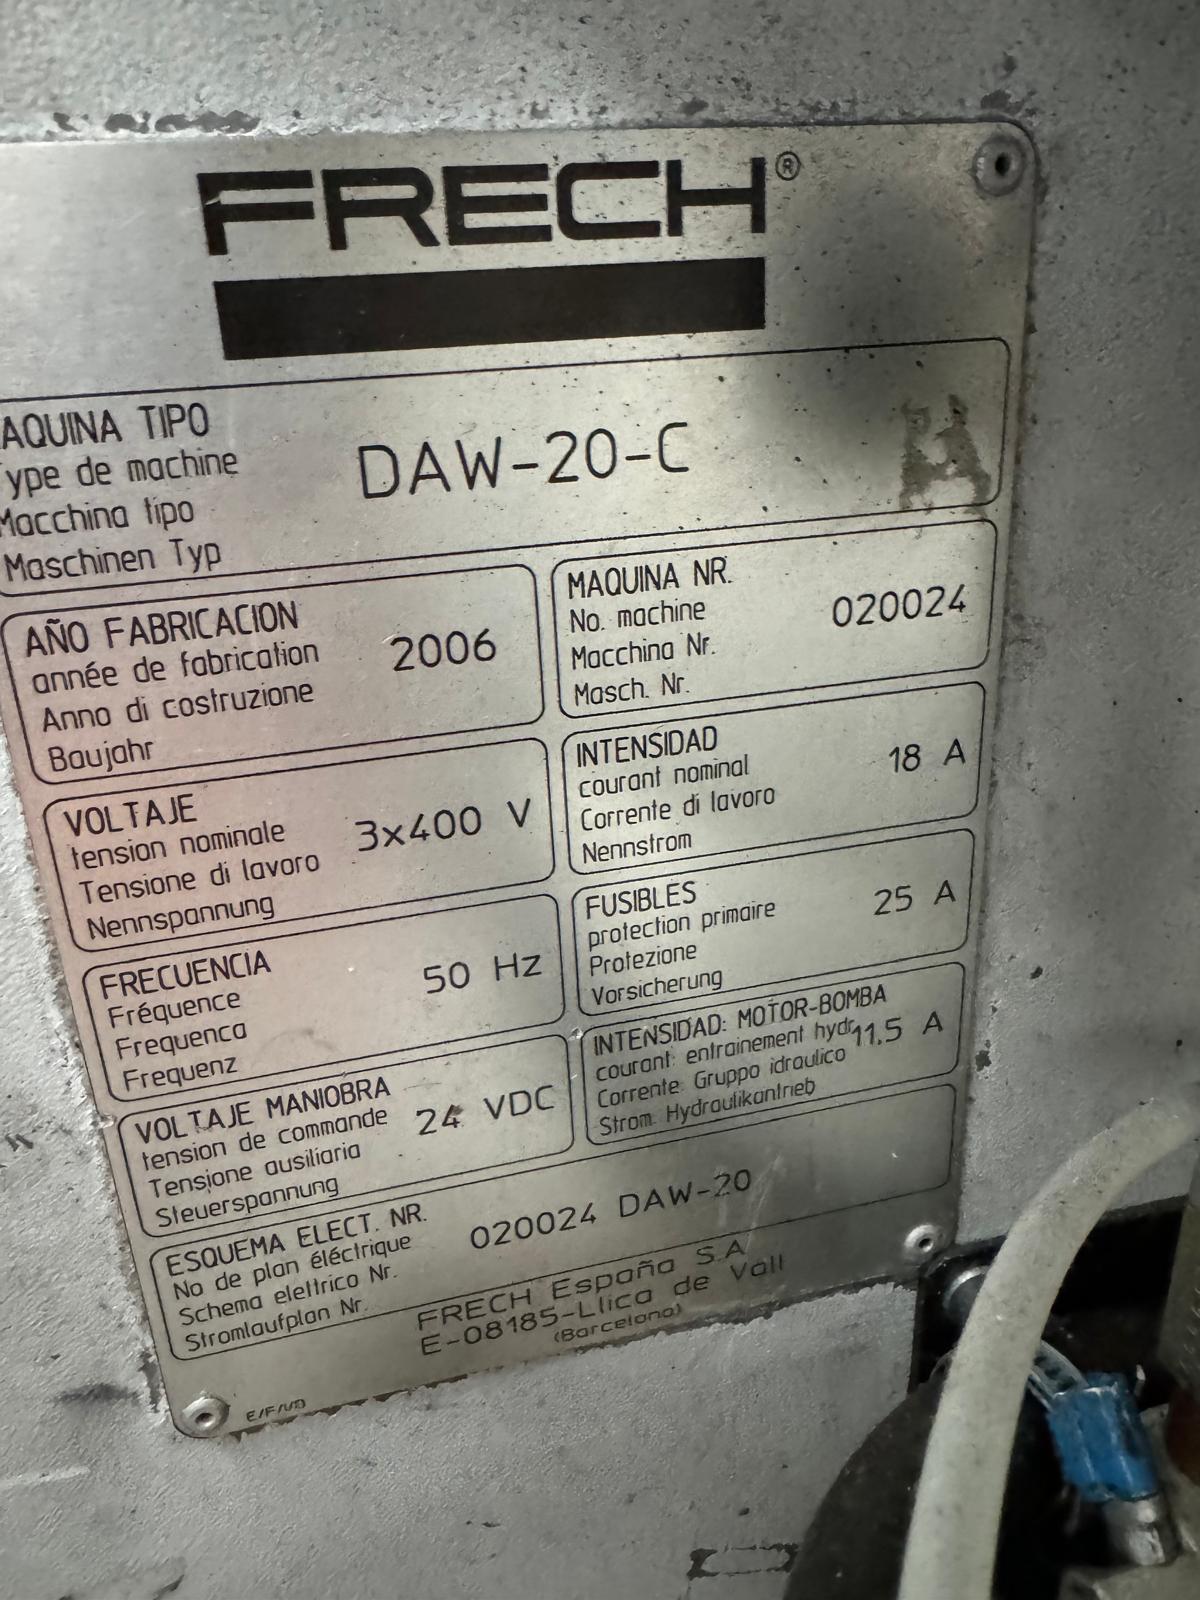 FRECH®
AQUINA TIPO
ype de machine
Macchina tipo
Maschinen Typ
DAW-20-C
AÑO FABRICACION
année de fabrication
Anno di costruzione
Baujahr
2006
MAQUINA NR.
No. machine
Macchina Nr.
Masch. Nr.
020024
VOLTAJE
tension nominale
Tensione di lavoro
Nennspannung
3x400 V
INTENSIDAD
courant nominal
Corrente di lavoro
Nennstrom
18 A
FRECUENCIA
Fréquence
Frequenca
Frequenz
50 Hz
FUSIBLES
protection primaire
Protezione
Vorsicherung
25 A
VOLTAJE MANIOBRA
tension de commande
Tensione ausiliaria
Steuerspannung
24 VDC
INTENSIDAD: MOTOR-BOMBA
courant: entrainement hydr.
Corrente: Gruppo idraulico
Strom: Hydraulikantrieb
11.5 A
ESQUEMA ELECT. NR.
No de plan éléctrique
Schema elettrico Nr.
Stromlaufplan Nr.
020024 DAW-20
FRECH España S.A
E-08185-Llica de Vall
(Barcelona)
E/F/I/D